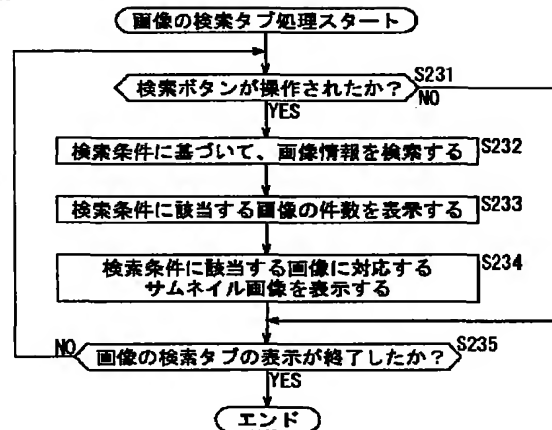 画像の検索タブ処理スタート
検索ボタンが操作されたか?
S231
NO
YES
検索条件に基づいて、画像情報を検索する
S232
検索条件に該当する画像の件数を表示する
S233
検索条件に該当する画像に対応する
サムネイル画像を表示する
S234
NO
画像の検索タブの表示が終了したか?
S235
YES
エンド